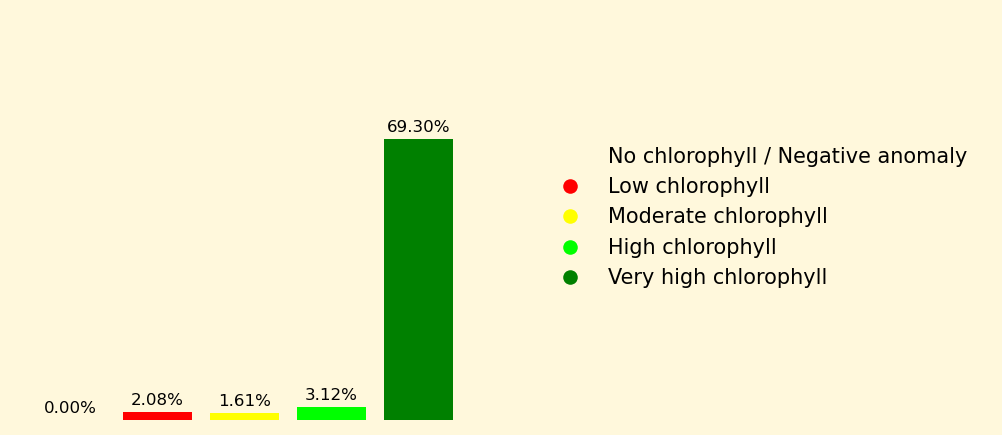 69.30%
0.00%
2.08%
1.61%
3.12%
No chlorophyll / Negative anomaly
Low chlorophyll
Moderate chlorophyll
High chlorophyll
Very high chlorophyll